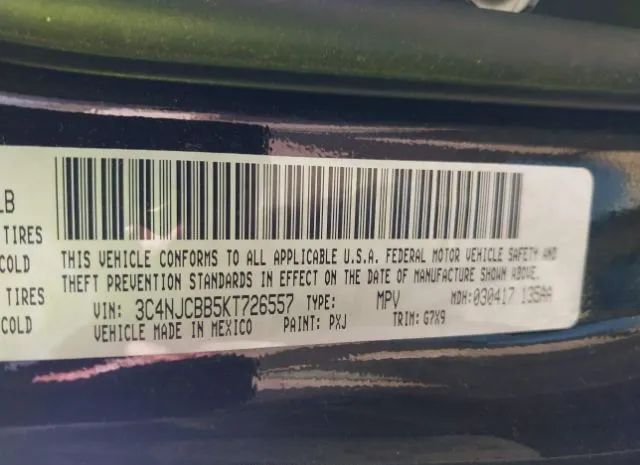 LB
TIRES
COLD
TIRES
COLD
THIS VEHICLE CONFORMS TO ALL APPLICABLE U.S.A. FEDERAL MOTOR VEHICLE SAFETY AND
THEFT PREVENTION STANDARDS IN EFFECT ON THE DATE OF MANUFACTURE SHOWN ABOVE.
VIN: 3C4NJCBB5KT726557 TYPE: MPV MDH: 030417 135AA
VEHICLE MADE IN MEXICO PAINT: PXJ TRIM: G7X9